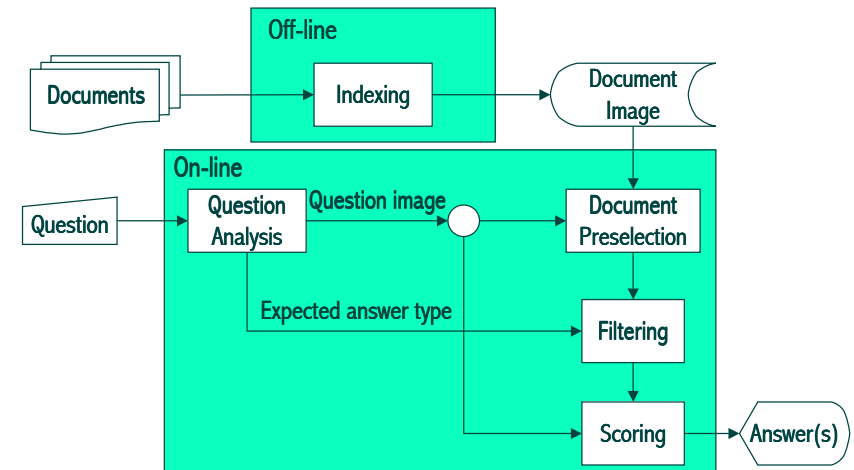 Off-line
Documents
Indexing
Document
Image
On-line
Question
Question
Analysis
Question image
Document
Preselection
Expected answer type
Filtering
Scoring
Answer(s)